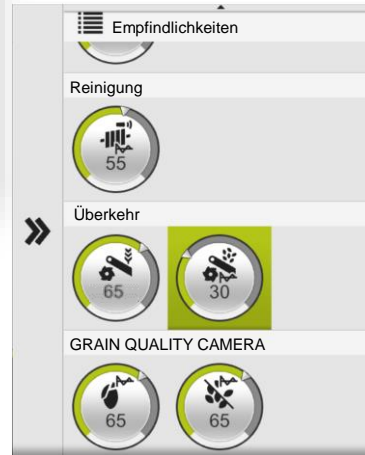 Empfindlichkeiten
Reinigung
55
Überkehr
65 30
GRAIN QUALITY CAMERA
65 65